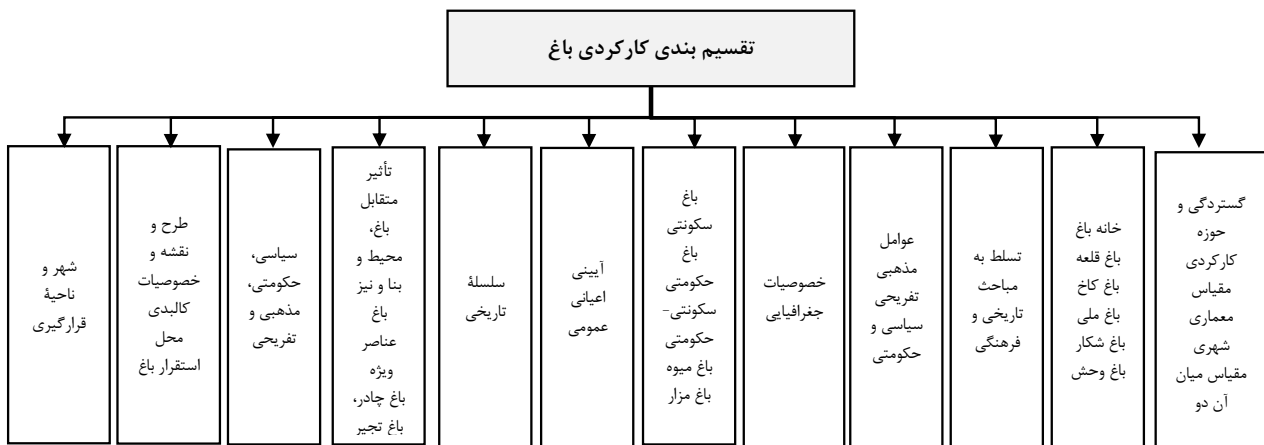 تقسیم بندی کارکردی باغ
گستردگی و
حوزه
کارکردی
مقیاس
معماری
شهری
مقیاس میان
آن دو
خانه باغ
باغ قلعه
باغ کاخ
باغ ملی
باغ شکار
باغ وحش
تسلط به
مباحث
تاریخی و
فرهنگی
عوامل
مذهبی
تفریحی
سیاسی و
حکومتی
خصوصیات
جغرافیایی
باغ
سکونتی
باغ
حکومتی
سکونتی-
حکومتی
باغ میوه
باغ مزار
آیینی
اعیانی
عمومی
سلسلۀ
تاریخی
تأثیر
متقابل
باغ،
محیط و
بنا و نیز
باغ
عناصر
ویژه
باغ چادر،
باغ تجیر
سیاسی،
حکومتی،
مذهبی و
تفریحی
طرح و
نقشه و
خصوصیات
کالبدی
محل
استقرار باغ
شهر و
ناحیۀ
قرارگیری